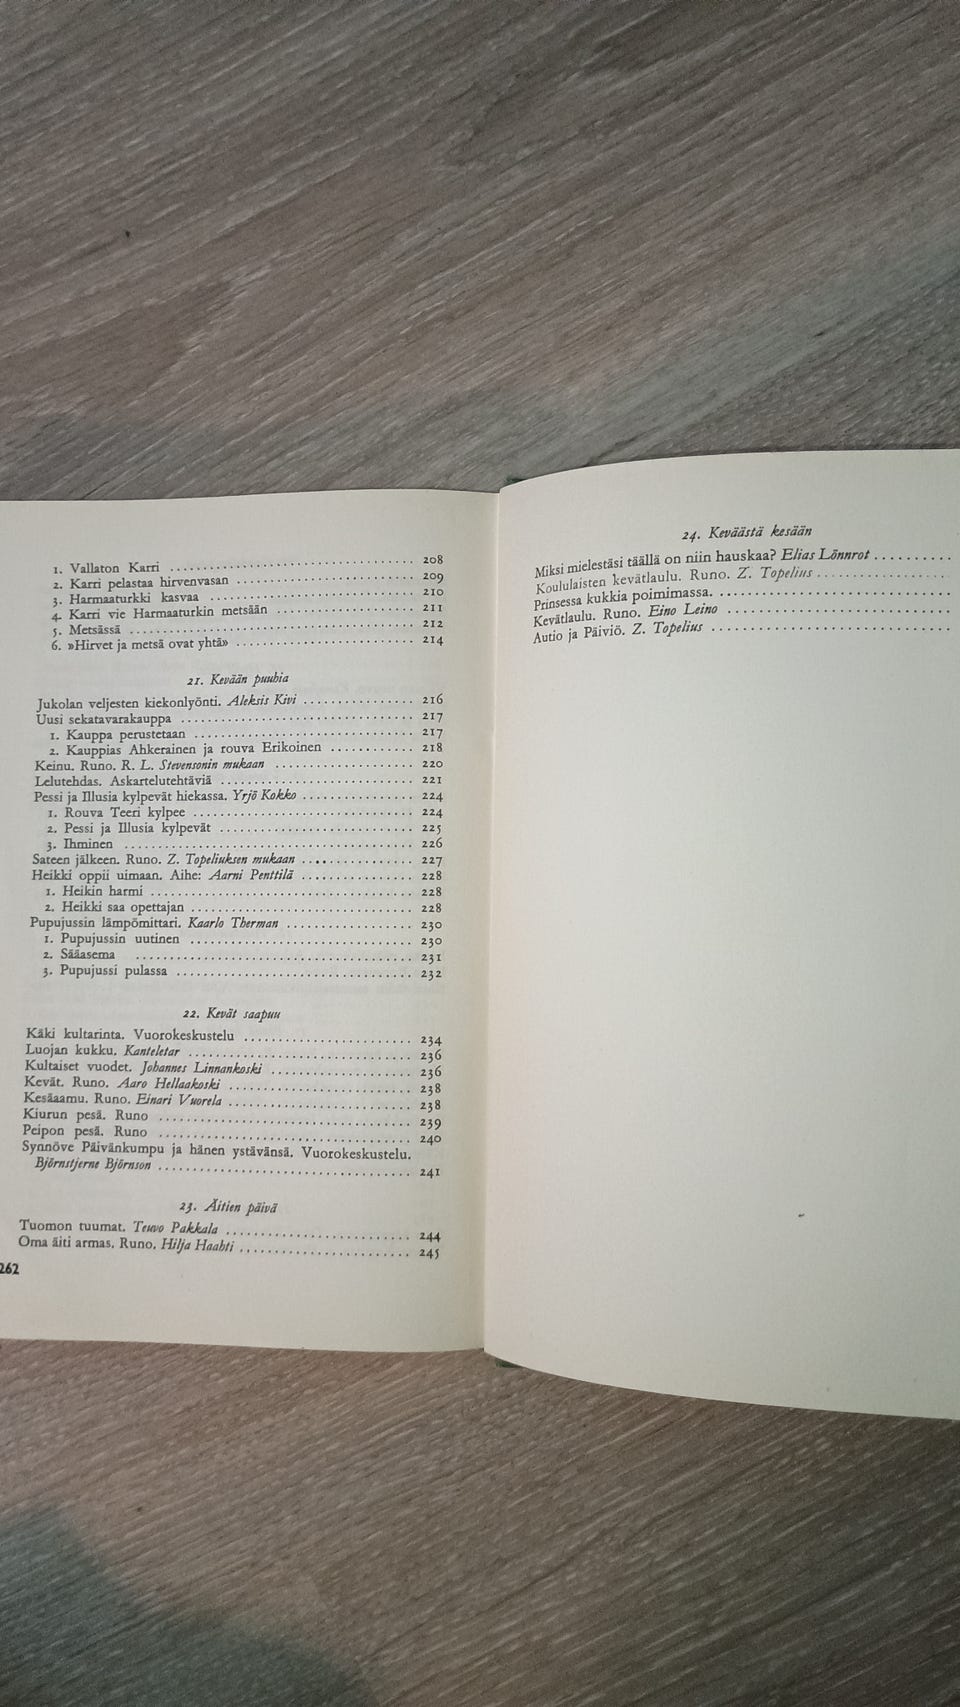 1. Vallaton Karri .......... 208
2. Karri pelastaa hirvenvasan .......... 209
3. Harmaaturkki kasvaa .......... 210
4. Karri vie Harmaaturkin metsään .......... 211
5. Metsässä .......... 212
6. »Hirvet ja metsä ovat yhtä» .......... 214
21. Kevään puuhia
Jukolan veljesten kiekonlyönti. Aleksis Kivi .......... 216
Uusi sekatavarakauppa .......... 217
1. Kauppa perustetaan .......... 217
2. Kauppias Ahkerainen ja rouva Erikoinen .......... 218
Keinu. Runo. R. L. Stevensonin mukaan .......... 220
Lelutehdas. Askartelutehtäviä .......... 221
Pessi ja Illusia kylpevät hiekassa. Yrjö Kokko .......... 224
1. Rouva Teeri kylpee .......... 224
2. Pessi ja Illusia kylpevät .......... 225
3. Ihminen .......... 226
Sateen jälkeen. Runo. Z. Topeliuksen mukaan .......... 227
Heikki oppii uimaan. Aihe: Aarni Penttilä .......... 228
1. Heikin harmi .......... 228
2. Heikki saa opettajan .......... 228
Pupujussin lämpömittari. Kaarlo Therman .......... 230
1. Pupujussin uutinen .......... 230
2. Sääasema .......... 231
3. Pupujussi pulassa .......... 232
22. Kevät saapuu
Käki kultarinta. Vuorokeskustelu .......... 234
Luojan kukku. Kanteletar .......... 236
Kultaiset vuodet. Johannes Linnankoski .......... 236
Kevät. Runo. Aaro Hellaakoski .......... 238
Kesäaamu. Runo. Einari Vuorela .......... 238
Kiurun pesä. Runo .......... 239
Peipon pesä. Runo .......... 240
Synnöve Päivänkumpu ja hänen ystävänsä. Vuorokeskustelu.
Björnstjerne Björnson .......... 241
23. Äitien päivä
Tuomon tuumat. Teuvo Pakkala .......... 244
Oma äiti armas. Runo. Hilja Haahti .......... 245
262
24. Keväästä kesään
Miksi mielestäsi täällä on niin hauskaa? Elias Lönnrot ..........
Koululaisten kevätlaulu. Runo. Z. Topelius ..........
Prinsessa kukkia poimimassa. ..........
Kevätlaulu. Runo. Eino Leino ..........
Autio ja Päiviö. Z. Topelius ..........